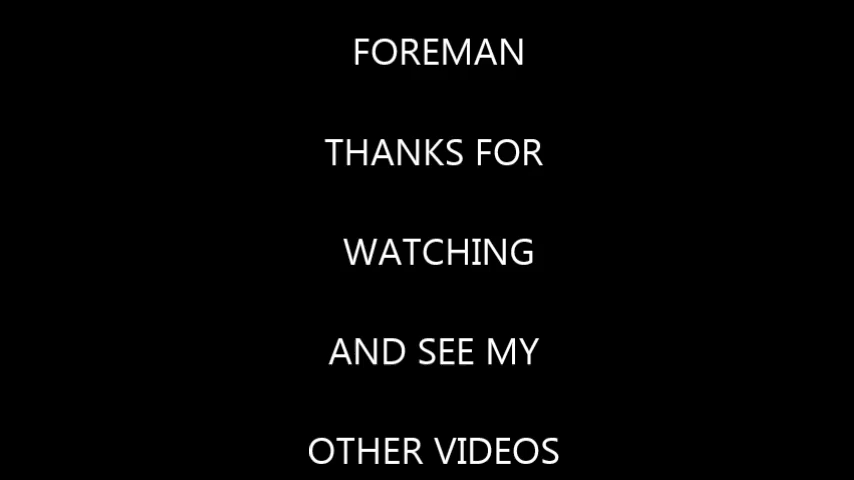 FOREMAN
THANKS FOR
WATCHING
AND SEE MY
OTHER VIDEOS